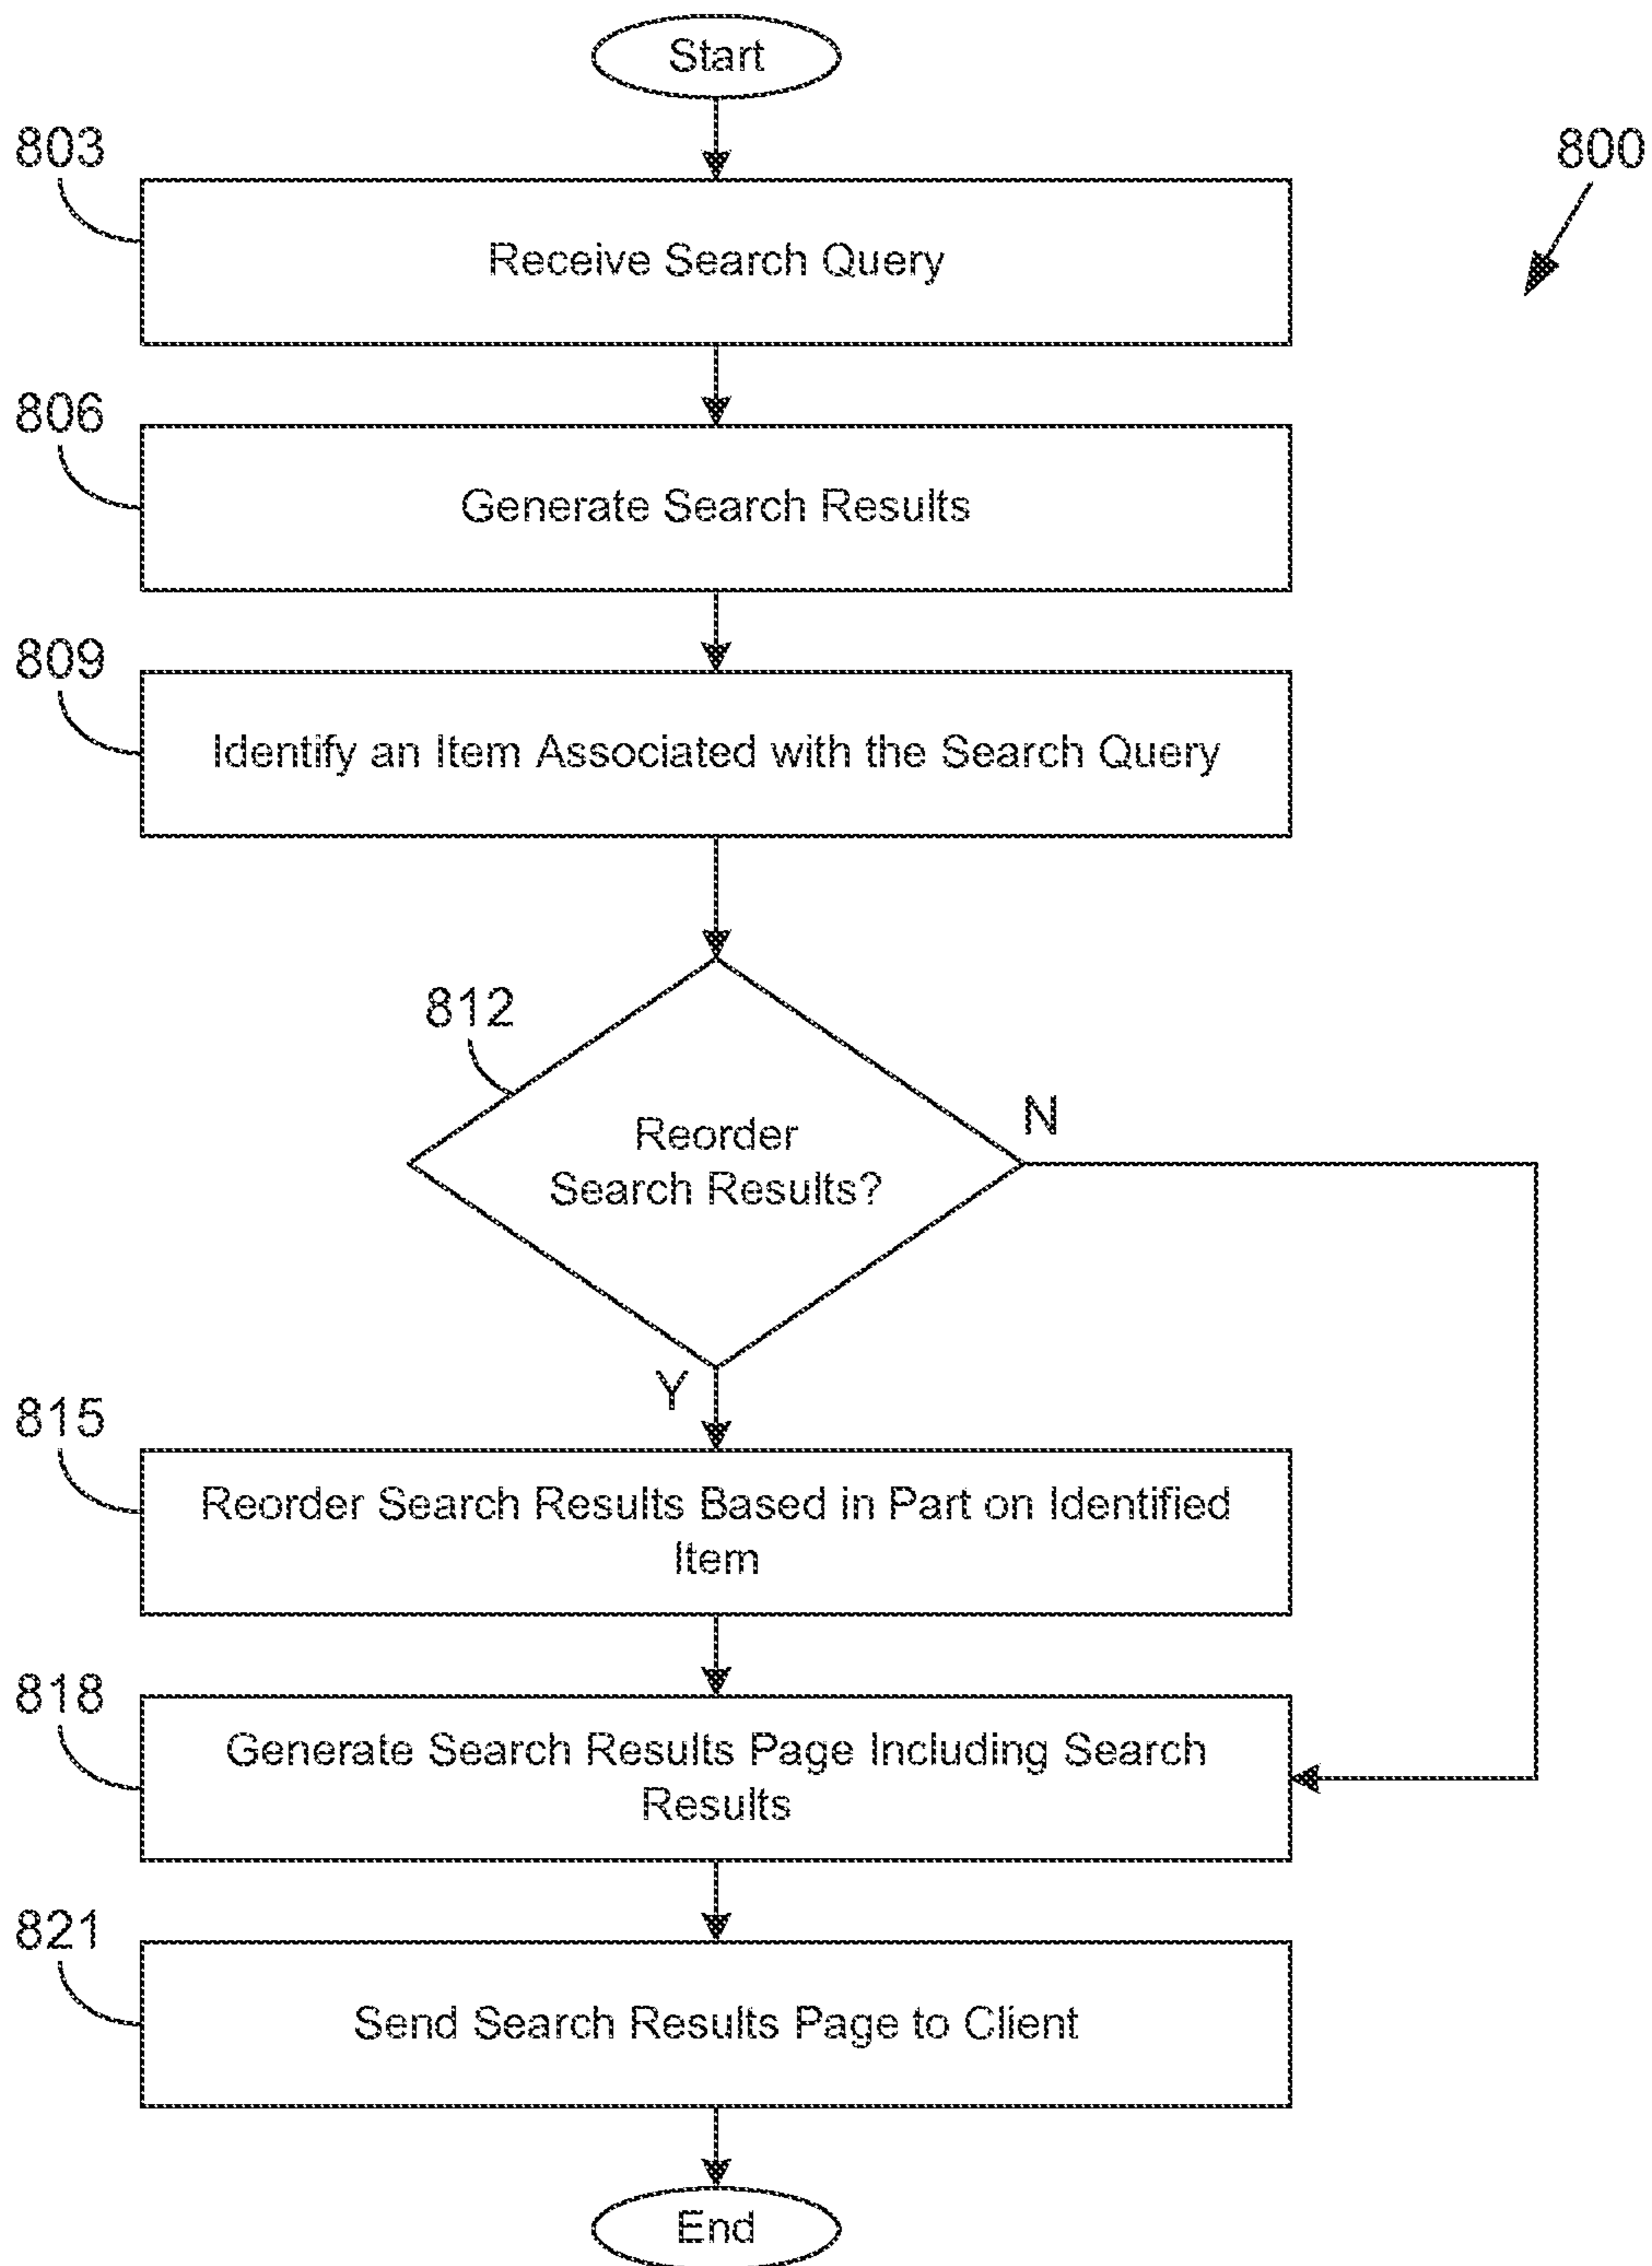 Start
803
800
Receive Search Query
806
Generate Search Results
809
Identify an Item Associated with the Search Query
812
N
Reorder
Search Results?
Y
815
Reorder Search Results Based in Part on Identified
Item
818
Generate Search Results Page Including Search
Results
821
Send Search Results Page to Client
End